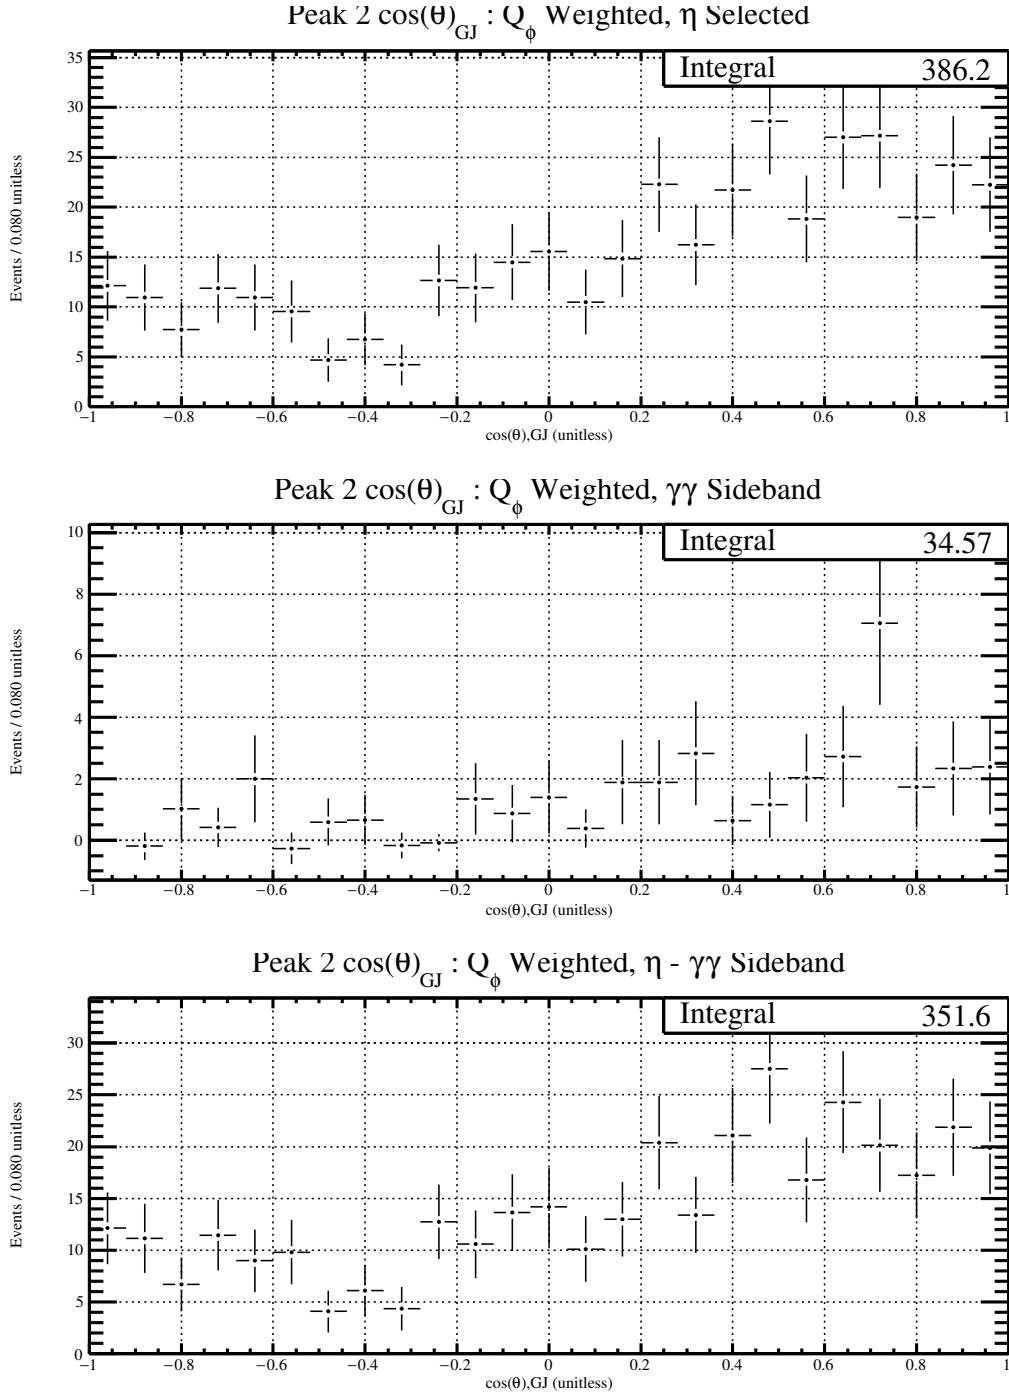 Peak 2 cos(θ)_GJ : Q_ϕ Weighted, η Selected
Integral 386.2
Events / 0.080 unitless
35
30
25
20
15
10
5
0
−1 −0.8 −0.6 −0.4 −0.2 0 0.2 0.4 0.6 0.8 1
cos(θ),GJ (unitless)
Peak 2 cos(θ)_GJ : Q_ϕ Weighted, γγ Sideband
Integral 34.57
Events / 0.080 unitless
10
8
6
4
2
0
−1 −0.8 −0.6 −0.4 −0.2 0 0.2 0.4 0.6 0.8 1
cos(θ),GJ (unitless)
Peak 2 cos(θ)_GJ : Q_ϕ Weighted, η - γγ Sideband
Integral 351.6
Events / 0.080 unitless
30
25
20
15
10
5
0
−1 −0.8 −0.6 −0.4 −0.2 0 0.2 0.4 0.6 0.8 1
cos(θ),GJ (unitless)